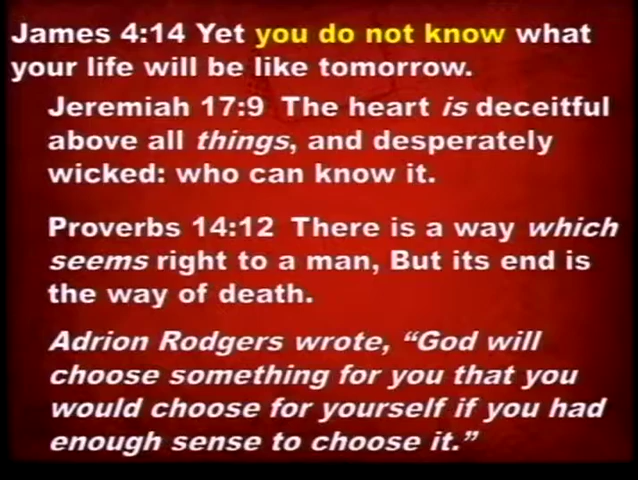 James 4:14 Yet you do not know what
your life will be like tomorrow.
Jeremiah 17:9 The heart is deceitful
above all things, and desperately
wicked: who can know it.
Proverbs 14:12 There is a way which
seems right to a man, But its end is
the way of death.
Adrion Rodgers wrote, “God will
choose something for you that you
would choose for yourself if you had
enough sense to choose it.”